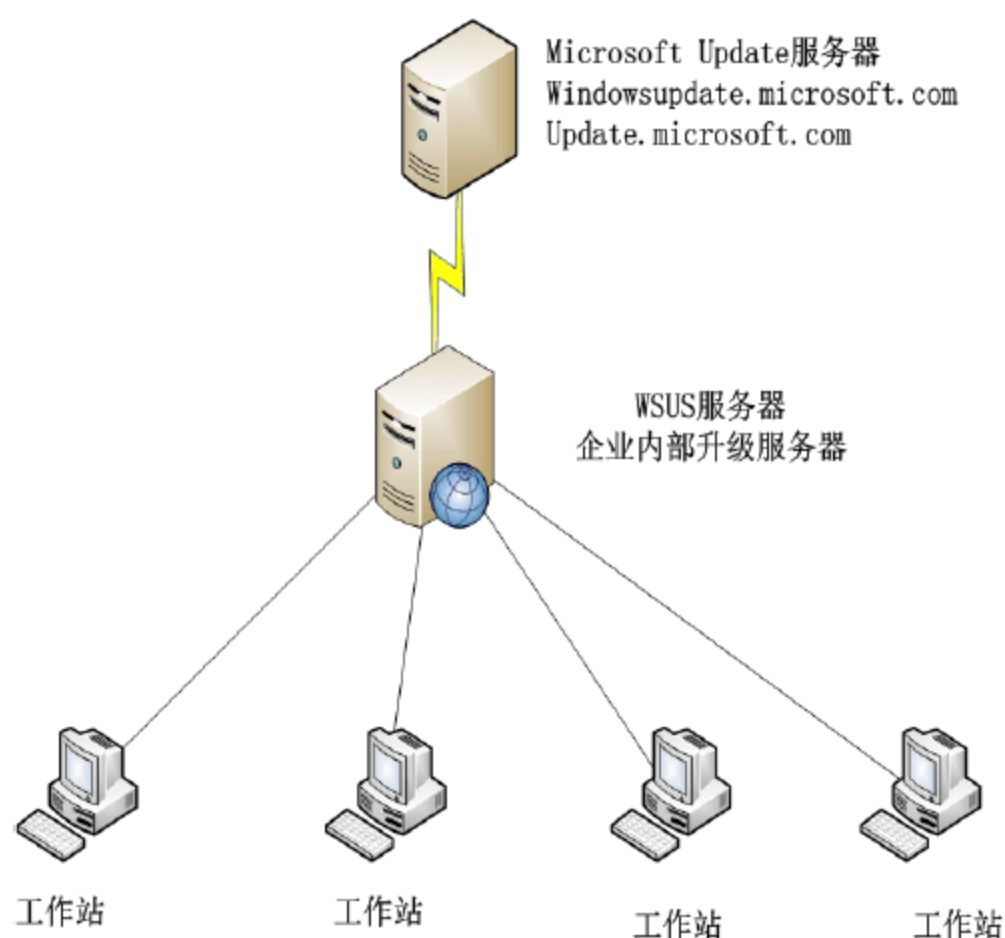 Microsoft Update服务器
Windowsupdate.microsoft.com
Update.microsoft.com
WSUS服务器
企业内部升级服务器
工作站
工作站
工作站
工作站